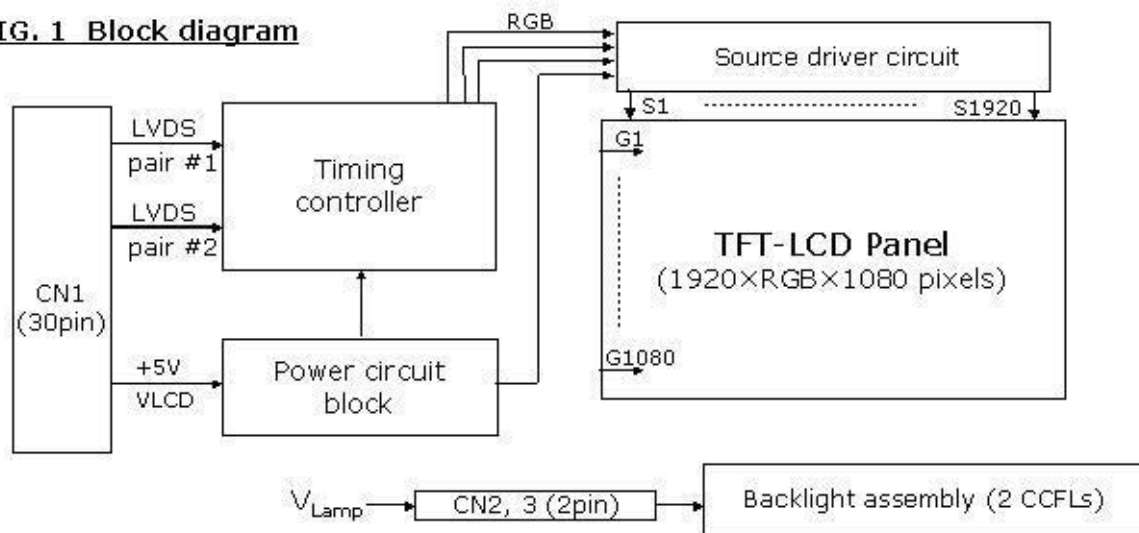 IG. 1 Block diagram
RGB
Source driver circuit
S1
S1920
LVDS
pair #1
LVDS
pair #2
Timing
controller
G1
TFT-LCD Panel
(1920×RGB×1080 pixels)
G1080
CN1
(30pin)
+5V
VLCD
Power circuit
block
VLamp
CN2, 3 (2pin)
Backlight assembly (2 CCFLs)